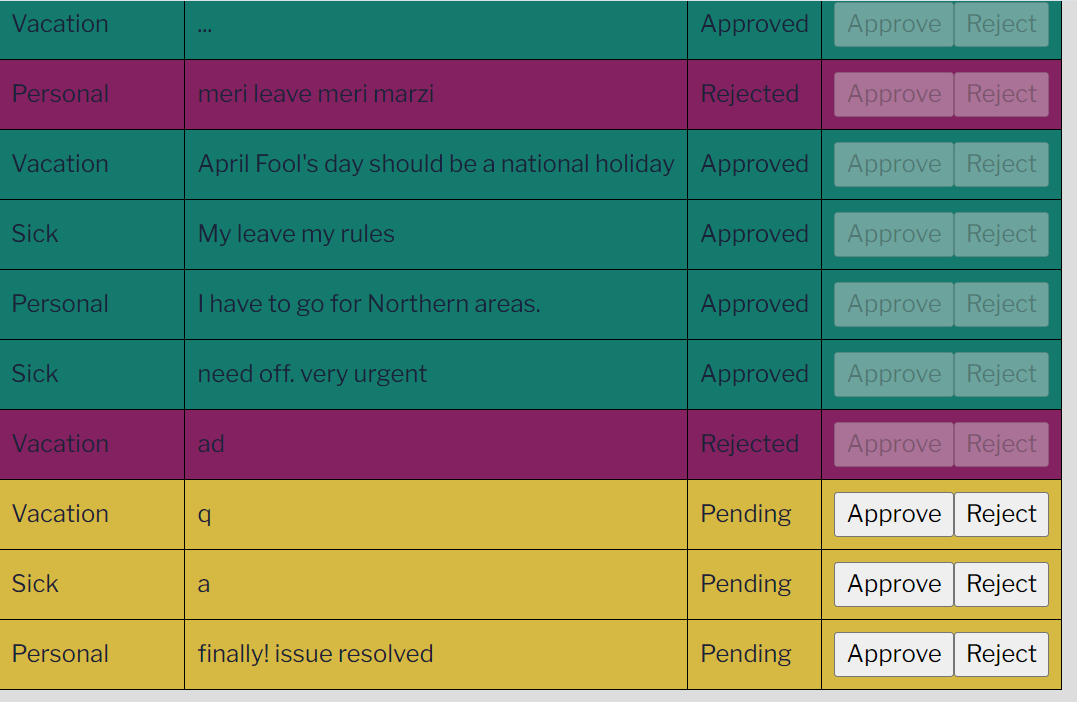 Vacation ... Approved Approve Reject
Personal meri leave meri marzi Rejected Approve Reject
Vacation April Fool's day should be a national holiday Approved Approve Reject
Sick My leave my rules Approved Approve Reject
Personal I have to go for Northern areas. Approved Approve Reject
Sick need off. very urgent Approved Approve Reject
Vacation ad Rejected Approve Reject
Vacation q Pending Approve Reject
Sick a Pending Approve Reject
Personal finally! issue resolved Pending Approve Reject